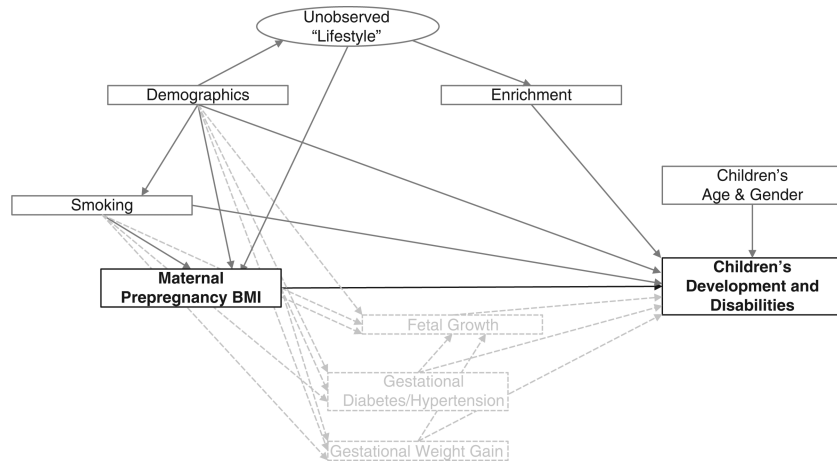 Unobserved
“Lifestyle”
Demographics
Enrichment
Children’s
Age & Gender
Smoking
Maternal
Prepregnancy BMI
Children’s
Development and
Disabilities
Fetal Growth
Gestational
Diabetes/Hypertension
Gestational Weight Gain